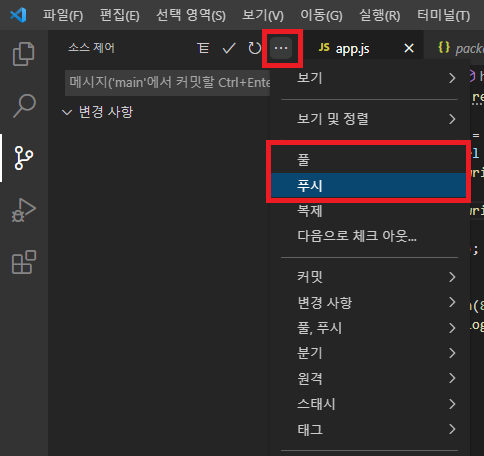 파일(F) 편집(E) 선택 영역(S) 보기(V) 이동(G) 실행(R) 터미널(T)
소스 제어
app.js
메시지('main'에서 커밋할 Ctrl+Ente
변경 사항
보기
보기 및 정렬
풀
푸시
복제
다음으로 체크 아웃...
커밋
변경 사항
풀, 푸시
분기
원격
스태시
태그